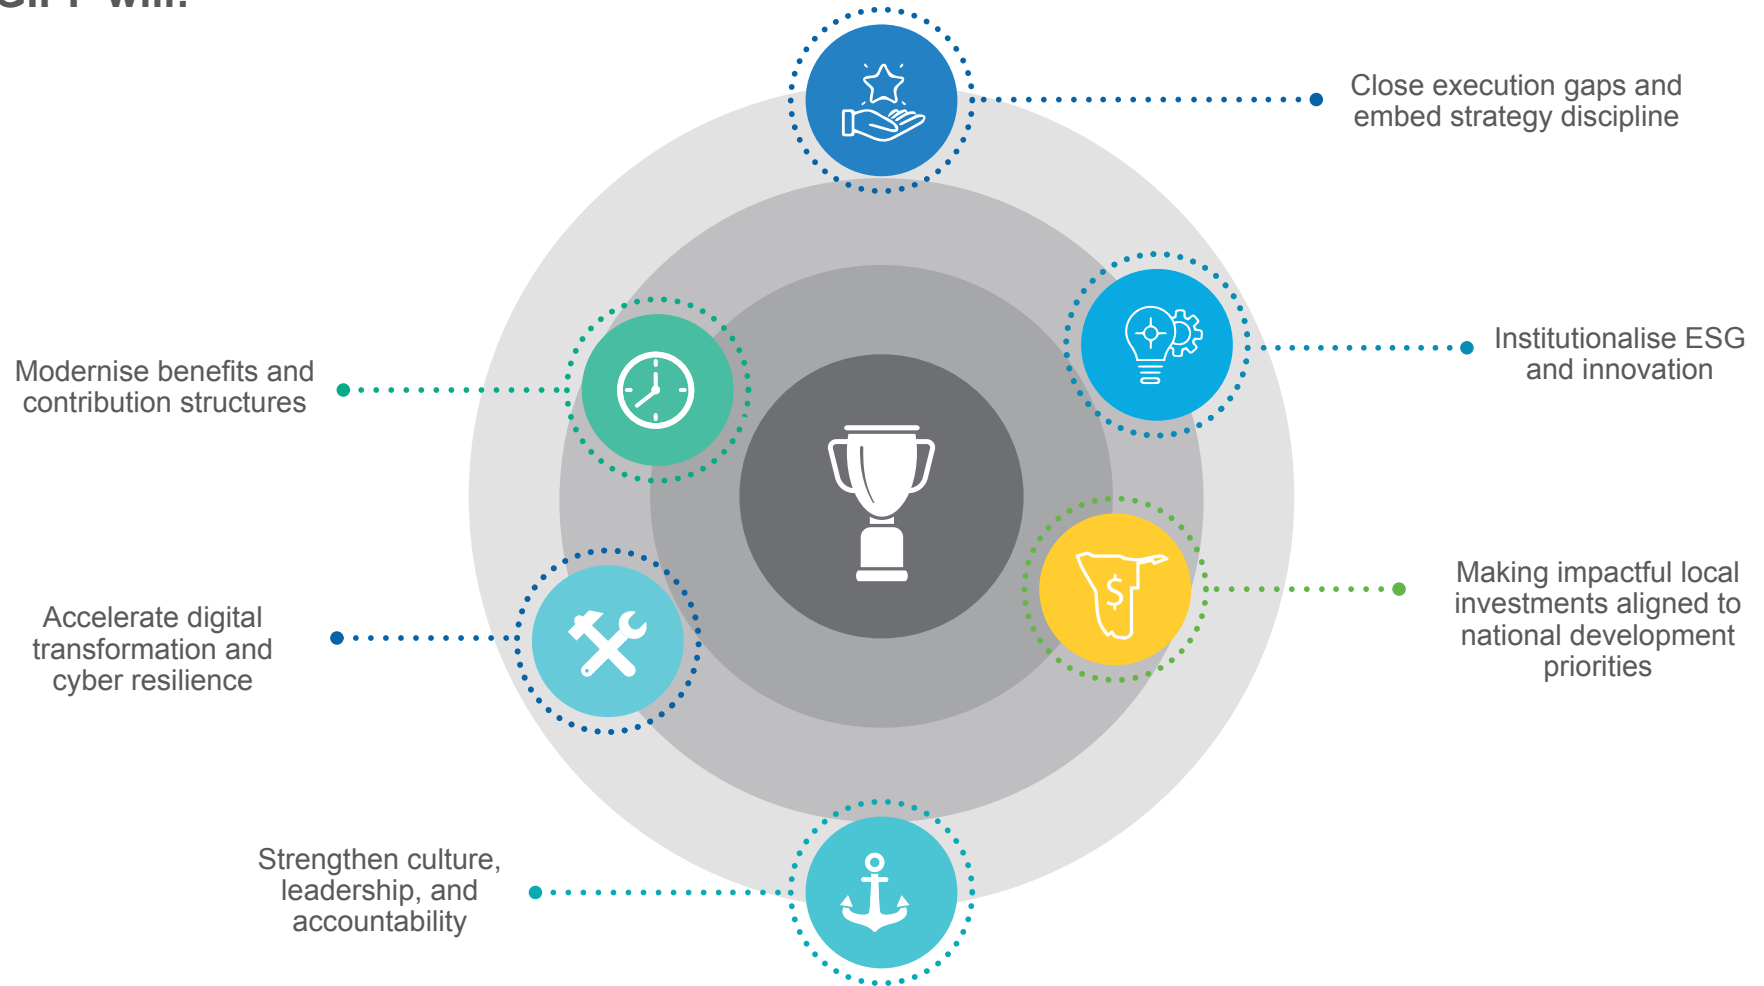 will:
Close execution gaps and
embed strategy discipline
Institutionalise ESG
and innovation
Making impactful local
investments aligned to
national development
priorities
Modernise benefits and
contribution structures
Accelerate digital
transformation and
cyber resilience
Strengthen culture,
leadership, and
accountability
$